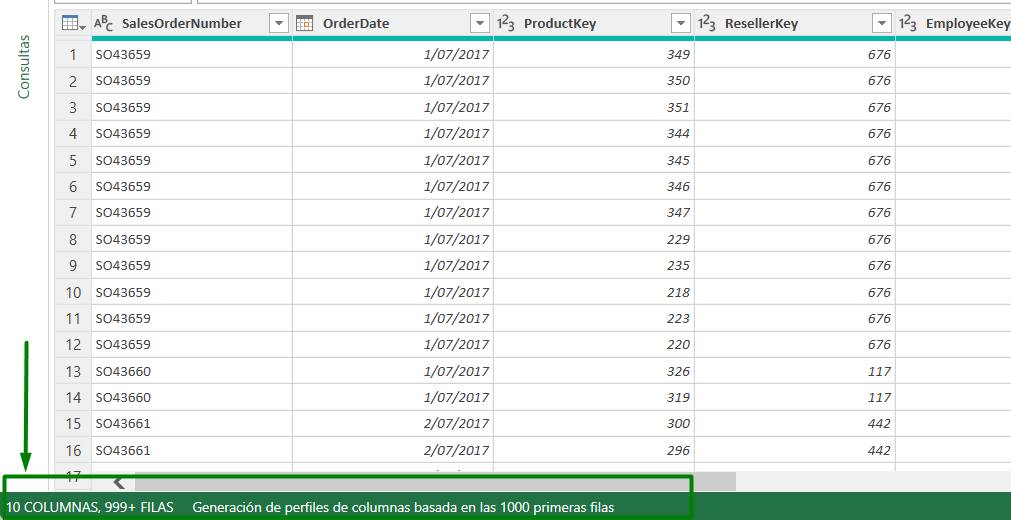 Consultas
ABC SalesOrderNumber OrderDate 123 ProductKey 123 ResellerKey 123 EmployeeKey
1 SO43659 1/07/2017 349 676
2 SO43659 1/07/2017 350 676
3 SO43659 1/07/2017 351 676
4 SO43659 1/07/2017 344 676
5 SO43659 1/07/2017 345 676
6 SO43659 1/07/2017 346 676
7 SO43659 1/07/2017 347 676
8 SO43659 1/07/2017 229 676
9 SO43659 1/07/2017 235 676
10 SO43659 1/07/2017 218 676
11 SO43659 1/07/2017 223 676
12 SO43659 1/07/2017 220 676
13 SO43660 1/07/2017 326 117
14 SO43660 1/07/2017 319 117
15 SO43661 2/07/2017 300 442
16 SO43661 2/07/2017 296 442
17
10 COLUMNAS, 999+ FILAS Generación de perfiles de columnas basada en las 1000 primeras filas